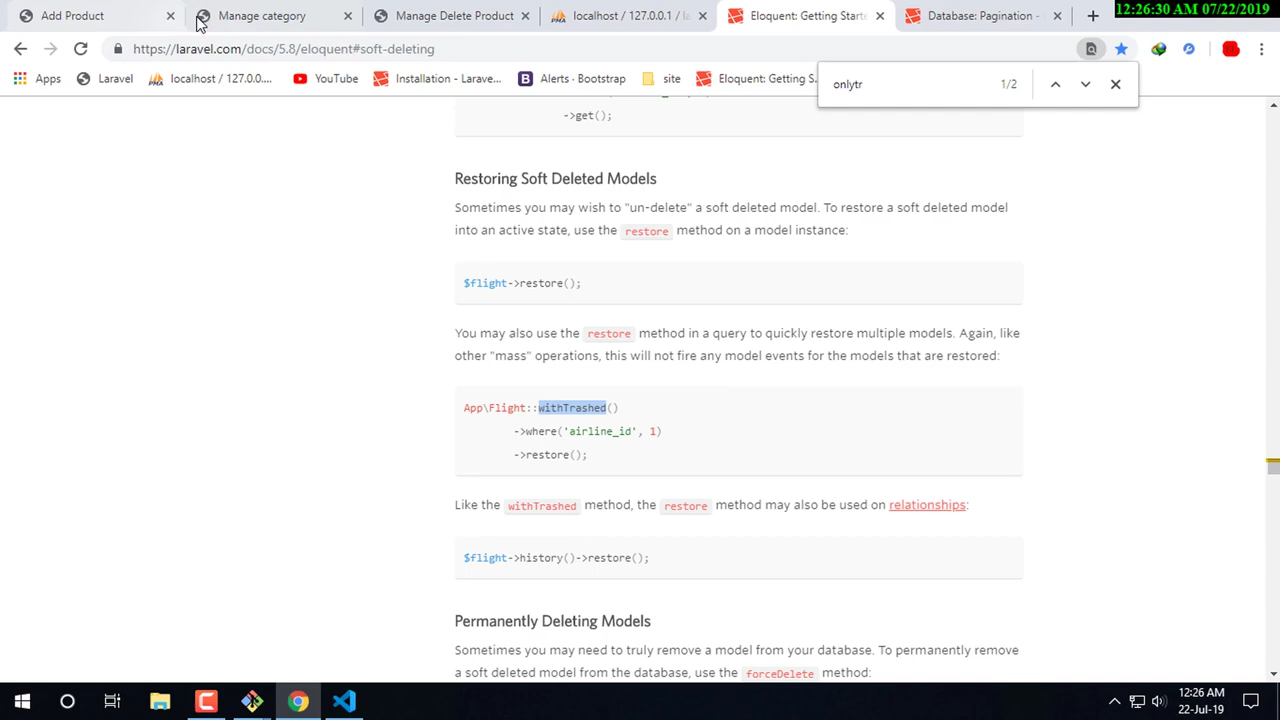 Add Product
Manage category
Manage Delete Product
localhost / 127.0.0.1 / la
Eloquent: Getting Starte
Database: Pagination -
12:26:30 AM 07/22/2019
https://laravel.com/docs/5.8/eloquent#soft-deleting
Apps
Laravel
localhost / 127.0.0....
YouTube
Installation - Larave...
Alerts · Bootstrap
site
Eloquent: Getting S...
onlytr
1/2
->get();
Restoring Soft Deleted Models
Sometimes you may wish to "un-delete" a soft deleted model. To restore a soft deleted model
into an active state, use the restore method on a model instance:
$flight->restore();
You may also use the restore method in a query to quickly restore multiple models. Again, like
other "mass" operations, this will not fire any model events for the models that are restored:
App\Flight::withTrashed()
->where('airline_id', 1)
->restore();
Like the withTrashed method, the restore method may also be used on relationships:
$flight->history()->restore();
Permanently Deleting Models
Sometimes you may need to truly remove a model from your database. To permanently remove
a soft deleted model from the database, use the forceDelete method:
12:26 AM
22-Jul-19